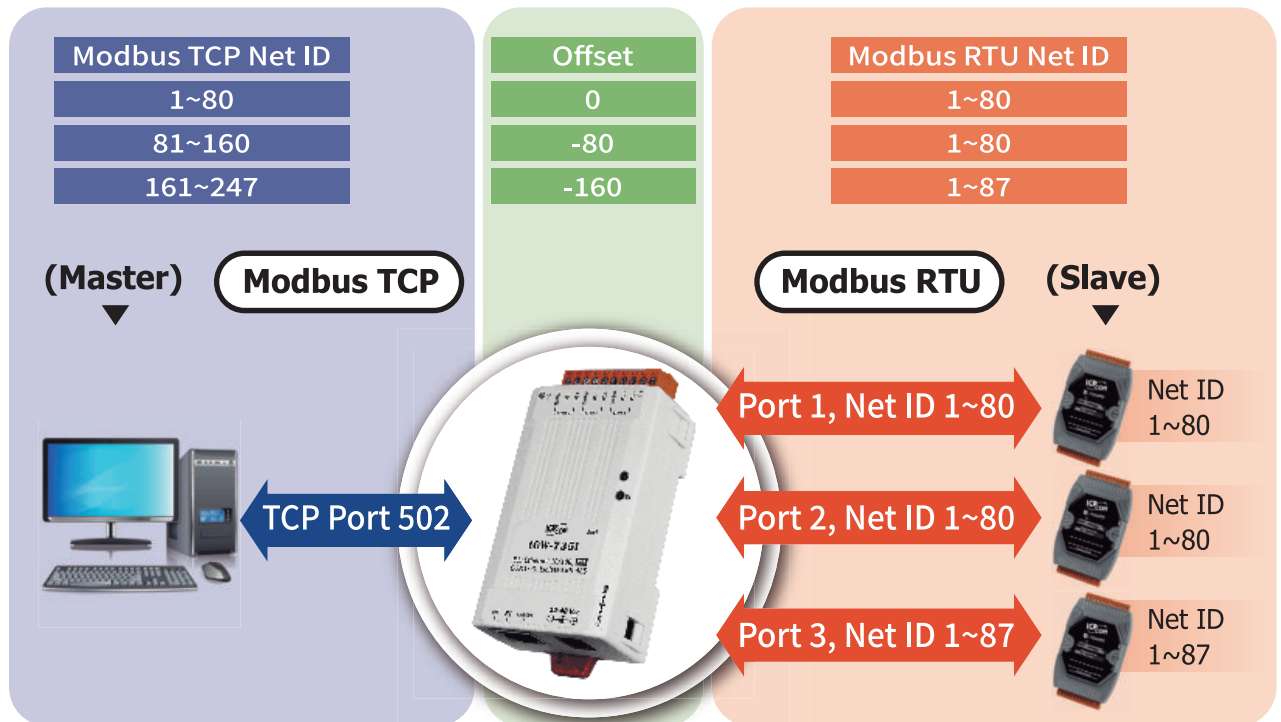 Modbus TCP Net ID
Offset
Modbus RTU Net ID
1~80
0
1~80
81~160
-80
1~80
161~247
-160
1~87
(Master)
Modbus TCP
Modbus RTU
(Slave)
TCP Port 502
Port 1, Net ID 1~80
Net ID
1~80
Port 2, Net ID 1~80
Net ID
1~80
Port 3, Net ID 1~87
Net ID
1~87
tGW-735I